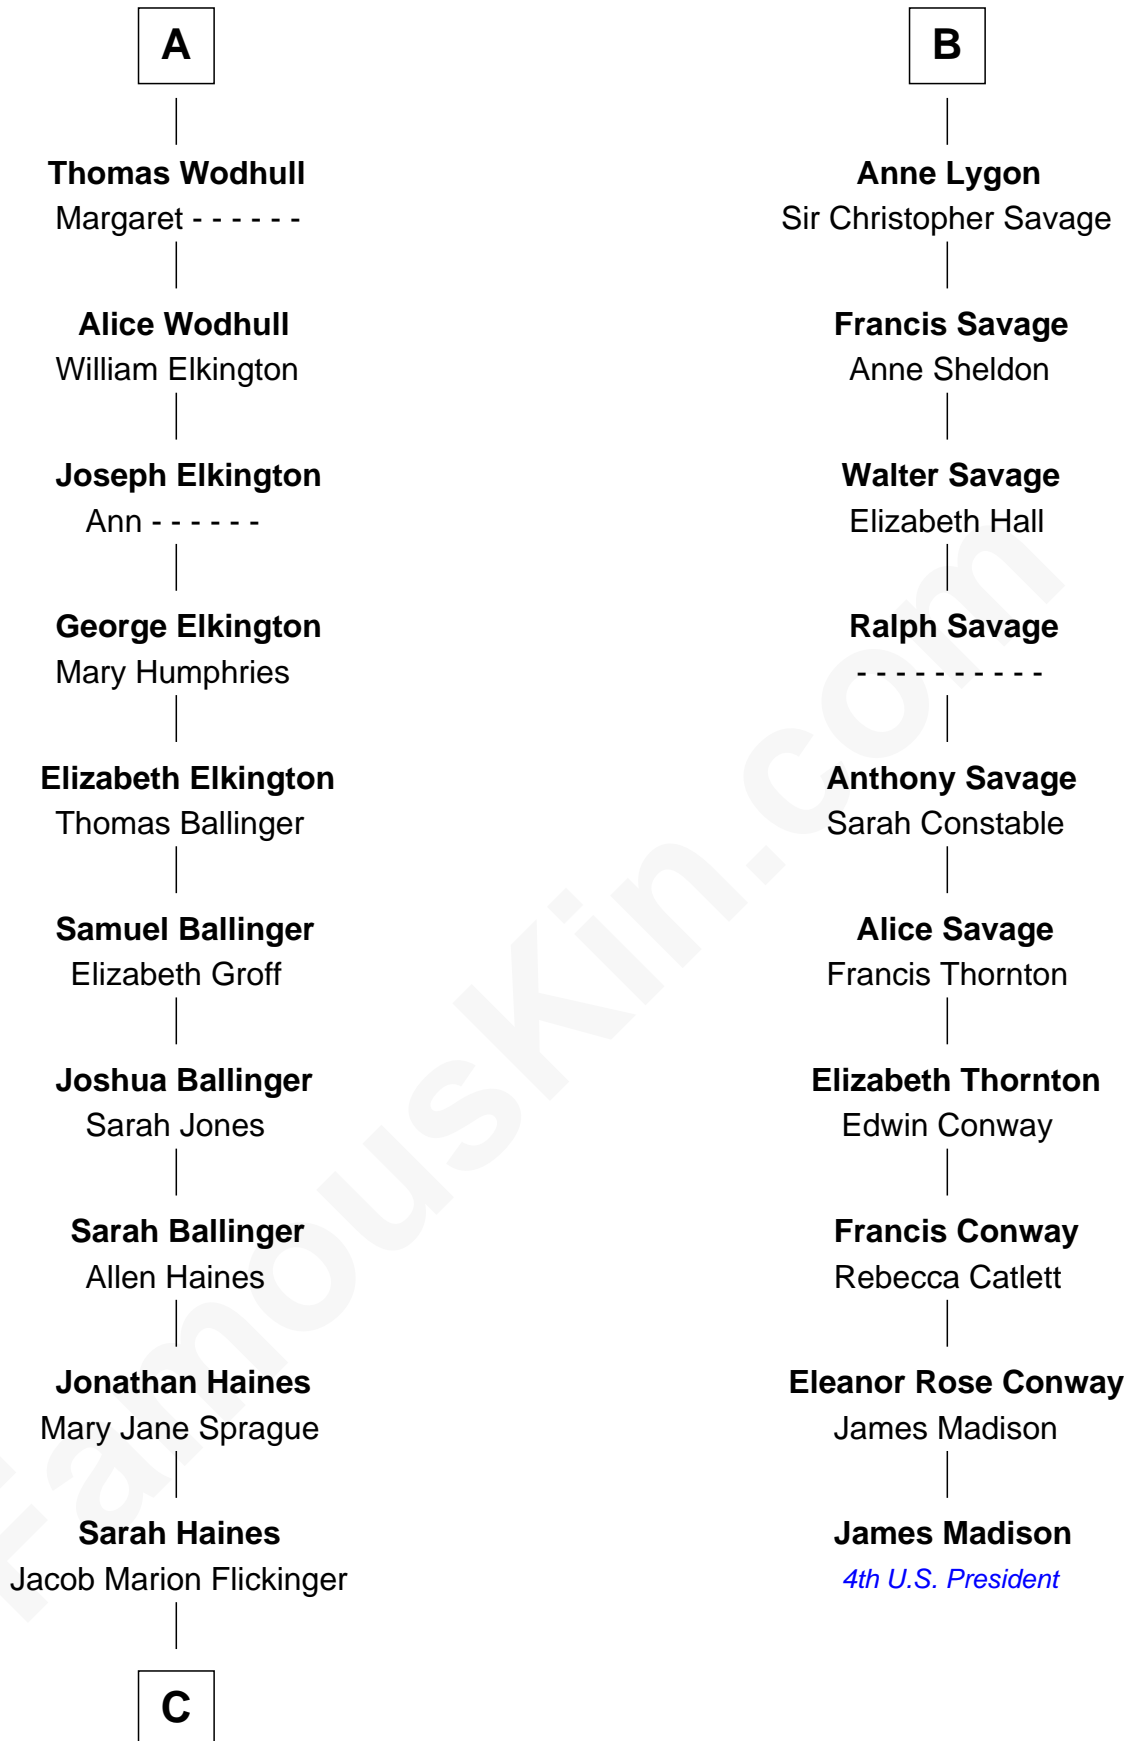 A
Thomas Wodhull
Margaret - - - - - -
Alice Wodhull
William Elkington
Joseph Elkington
Ann - - - - - -
George Elkington
Mary Humphries
Elizabeth Elkington
Thomas Ballinger
Samuel Ballinger
Elizabeth Groff
Joshua Ballinger
Sarah Jones
Sarah Ballinger
Allen Haines
Jonathan Haines
Mary Jane Sprague
Sarah Haines
Jacob Marion Flickinger
C
B
Anne Lygon
Sir Christopher Savage
Francis Savage
Anne Sheldon
Walter Savage
Elizabeth Hall
Ralph Savage
- - - - - - - - - -
Anthony Savage
Sarah Constable
Alice Savage
Francis Thornton
Elizabeth Thornton
Edwin Conway
Francis Conway
Rebecca Catlett
Eleanor Rose Conway
James Madison
James Madison
4th U.S. President
FamousKin.com